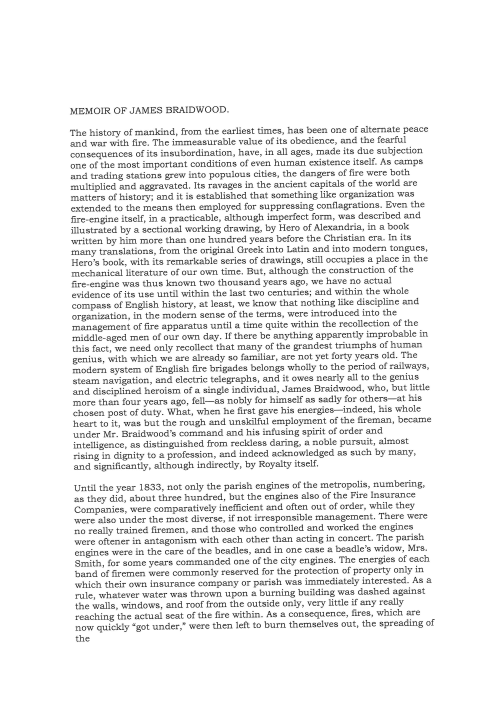 MEMOIR OF JAMES BRAIDWOOD.
The history of mankind, from the earliest times, has been one of alternate peace
and war with fire. The immeasurable value of its obedience, and the fearful
consequences of its insubordination, have, in all ages, made its due subjection
one of the most important conditions of even human existence itself. As camps
and trading stations grew into populous cities, the dangers of fire were both
multiplied and aggravated. Its ravages in the ancient capitals of the world are
matters of history; and it is established that something like organization was
extended to the means then employed for suppressing conflagrations. Even the
fire-engine itself, in a practicable, although imperfect form, was described and
illustrated by a sectional working drawing, by Hero of Alexandria, in a book
written by him more than one hundred years before the Christian era. In its
many translations, from the original Greek into Latin and into modern tongues,
Hero's book, with its remarkable series of drawings, still occupies a place in the
mechanical literature of our own time. But, although the construction of the
fire-engine was thus known two thousand years ago, we have no actual
evidence of its use until within the last two centuries; and within the whole
compass of English history, at least, we know that nothing like discipline and
organization, in the modern sense of the terms, were introduced into the
management of fire apparatus until a time quite within the recollection of the
middle-aged men of our own day. If there be anything apparently improbable in
this fact, we need only recollect that many of the grandest triumphs of human
genius, with which we are already so familiar, are not yet forty years old. The
modern system of English fire brigades belongs wholly to the period of railways,
steam navigation, and electric telegraphs, and it owes nearly all to the genius
and disciplined heroism of a single individual, James Braidwood, who, but little
more than four years ago, fell—as nobly for himself as sadly for others—at his
chosen post of duty. What, when he first gave his energies—indeed, his whole
heart to it, was but the rough and unskilful employment of the fireman, became
under Mr. Braidwood's command and his infusing spirit of order and
intelligence, as distinguished from reckless daring, a noble pursuit, almost
rising in dignity to a profession, and indeed acknowledged as such by many,
and significantly, although indirectly, by Royalty itself.
Until the year 1833, not only the parish engines of the metropolis, numbering,
as they did, about three hundred, but the engines also of the Fire Insurance
Companies, were comparatively inefficient and often out of order, while they
were also under the most diverse, if not irresponsible management. There were
no really trained firemen, and those who controlled and worked the engines
were oftener in antagonism with each other than acting in concert. The parish
engines were in the care of the beadles, and in one case a beadle's widow, Mrs.
Smith, for some years commanded one of the city engines. The energies of each
band of firemen were commonly reserved for the protection of property only in
which their own insurance company or parish was immediately interested. As a
rule, whatever water was thrown upon a burning building was dashed against
the walls, windows, and roof from the outside only, very little if any really
reaching the actual seat of the fire within. As a consequence, fires, which are
now quickly "got under," were then left to burn themselves out, the spreading of
the